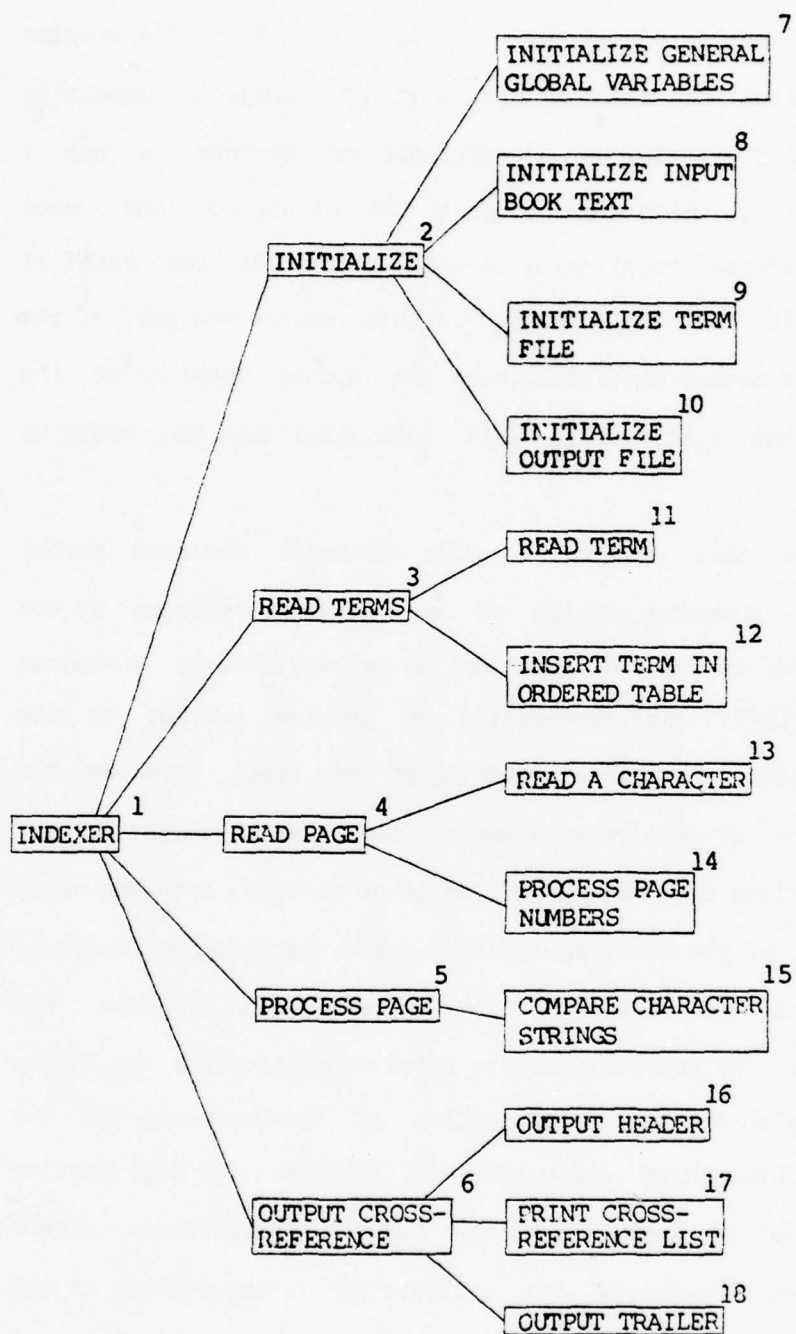 7
INITIALIZE GENERAL
GLOBAL VARIABLES
8
INITIALIZE INPUT
BOOK TEXT
2
INITIALIZE
9
INITIALIZE TERM
FILE
10
INITIALIZE
OUTPUT FILE
11
READ TERM
3
READ TERMS
12
INSERT TERM IN
ORDERED TABLE
13
READ A CHARACTER
1
INDEXER
4
READ PAGE
14
PROCESS PAGE
NUMBERS
5
PROCESS PAGE
15
COMPARE CHARACTER
STRINGS
16
OUTPUT HEADER
6
OUTPUT CROSS-
REFERENCE
17
PRINT CROSS-
REFERENCE LIST
18
OUTPUT TRAILER